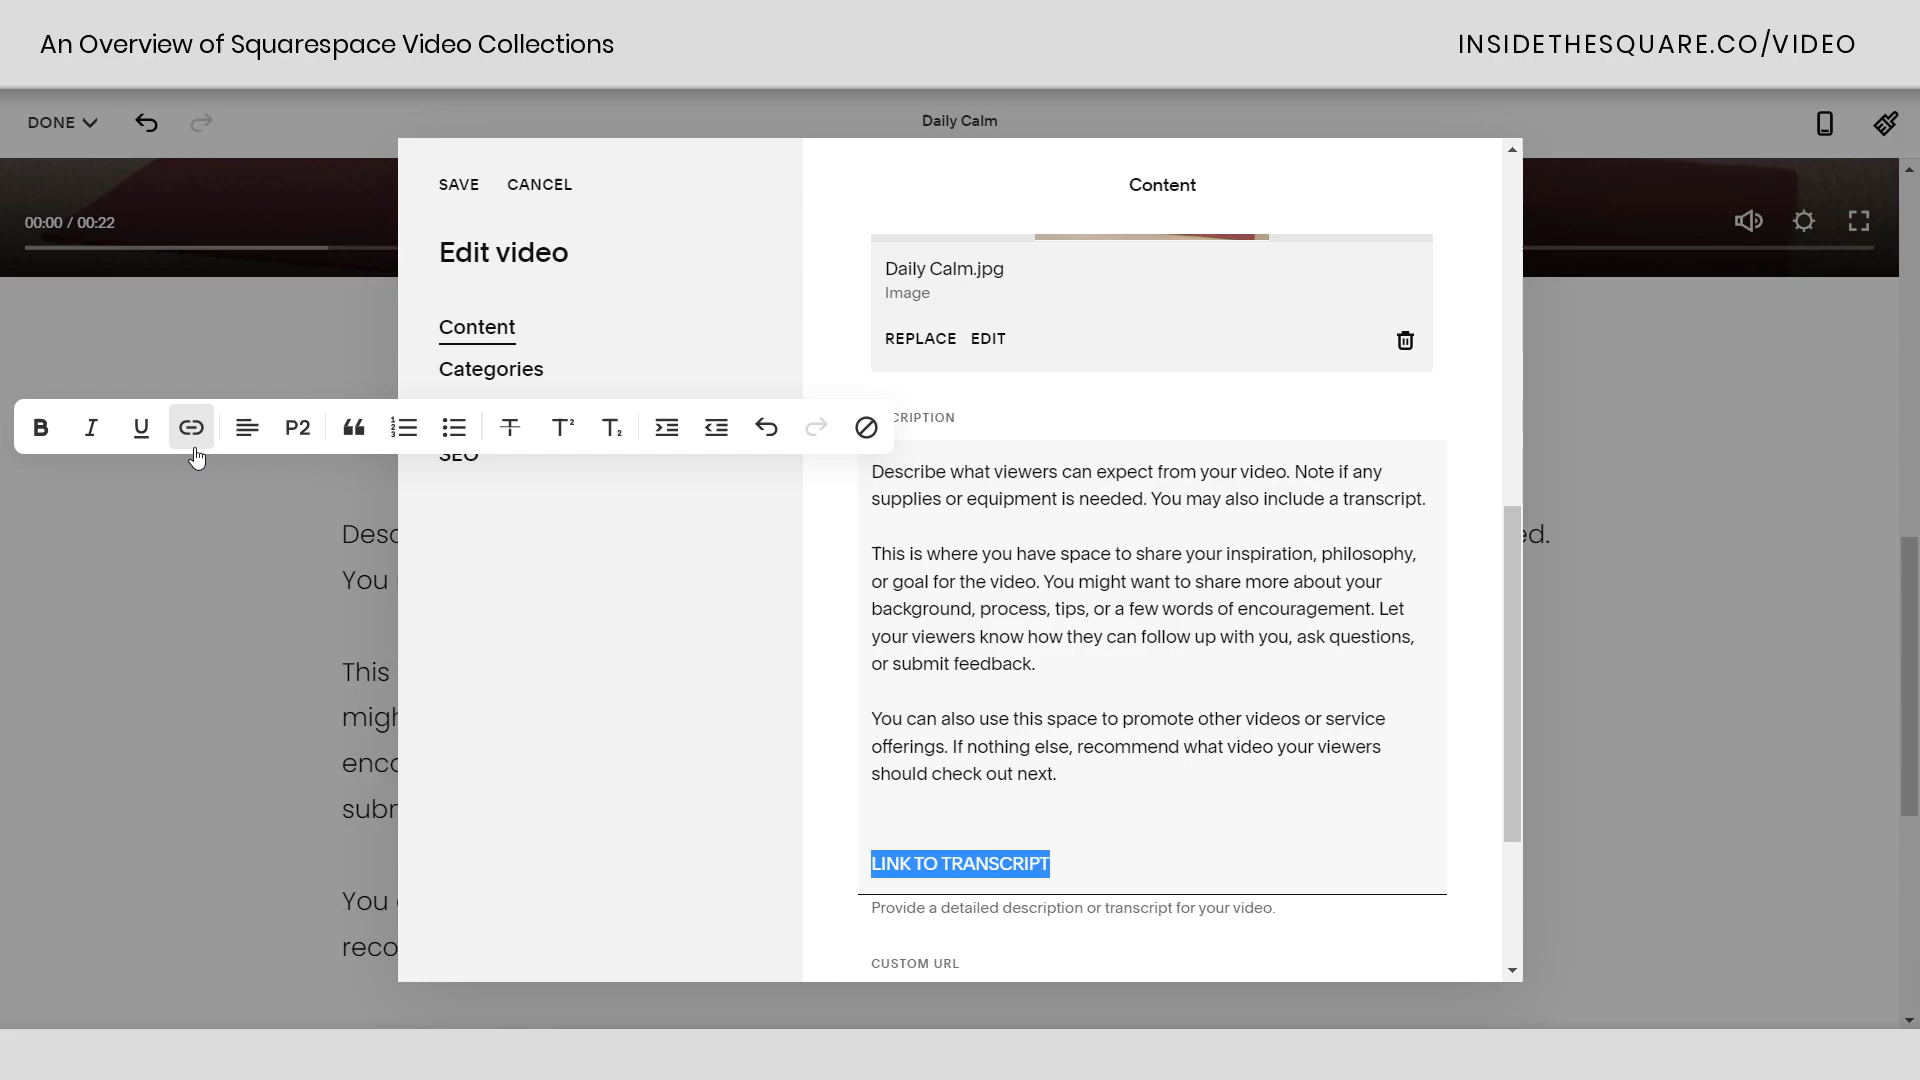 An Overview of Squarespace Video Collections
INSIDETHESQUARE.CO/VIDEO
DONE
Daily Calm
SAVE CANCEL
Content
00:00 / 00:22
Edit video
Daily Calm.jpg
Image
Content
REPLACE EDIT
Categories
CRIPTION
B I U P2 T T² T₂
SEO
Describe what viewers can expect from your video. Note if any
supplies or equipment is needed. You may also include a transcript.
This is where you have space to share your inspiration, philosophy,
or goal for the video. You might want to share more about your
background, process, tips, or a few words of encouragement. Let
your viewers know how they can follow up with you, ask questions,
or submit feedback.
You can also use this space to promote other videos or service
offerings. If nothing else, recommend what video your viewers
should check out next.
LINK TO TRANSCRIPT
Provide a detailed description or transcript for your video.
CUSTOM URL
Desc
ed.
You
This
migh
enco
subr
You
reco